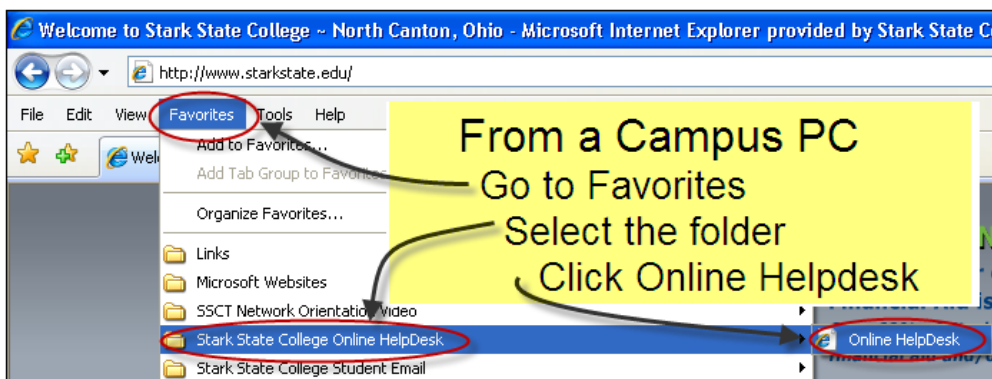 Welcome to Stark State College ~ North Canton, Ohio - Microsoft Internet Explorer provided by Stark State
http://www.starkstate.edu/
File Edit View Favorites Tools Help
Add to Favorites...
Add Tab Group to Favorites
Organize Favorites...
Links
Microsoft Websites
SSCT Network Orientation Video
Stark State College Online HelpDesk
Stark State College Student Email
From a Campus PC
Go to Favorites
Select the folder
Click Online Helpdesk
Online HelpDesk